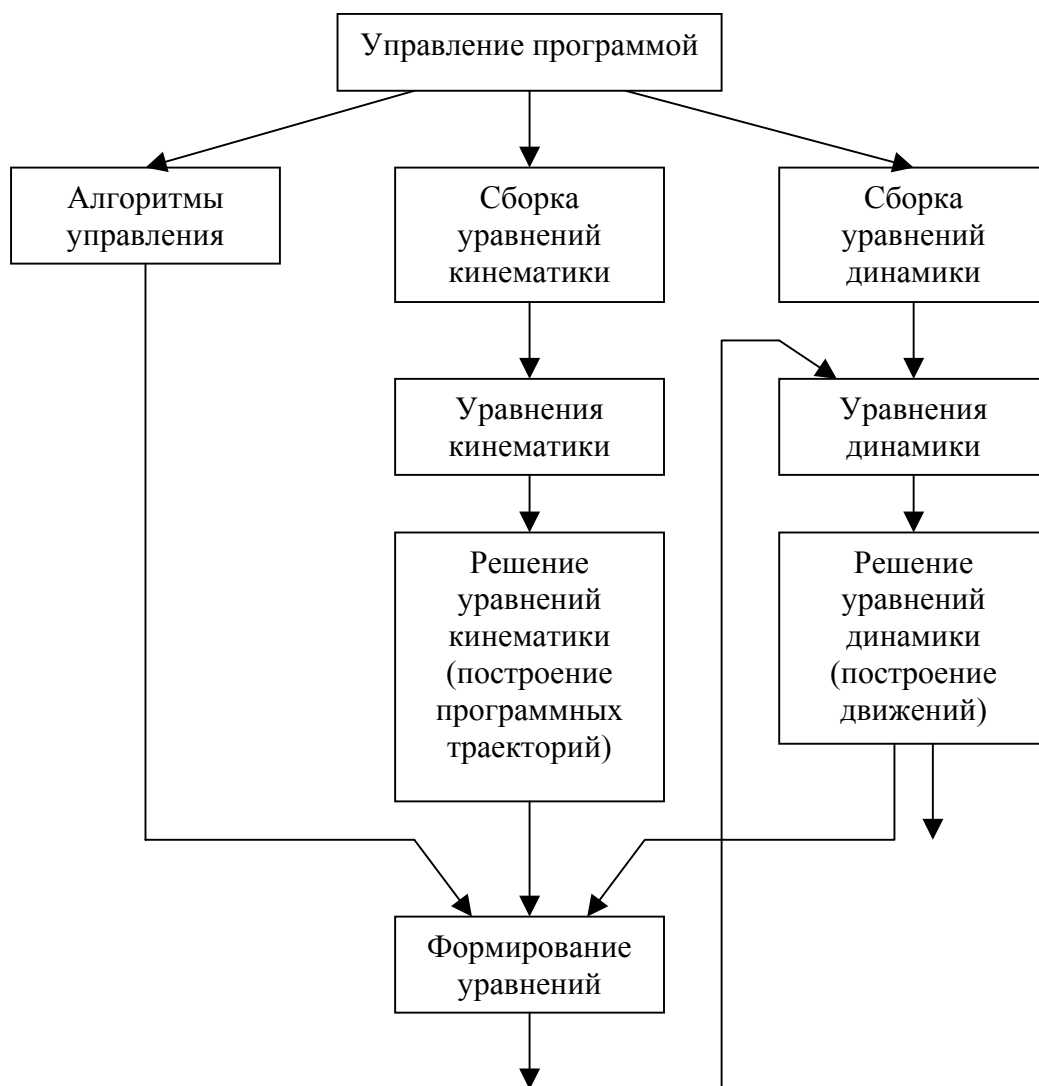 Управление программой
Алгоритмы
управления
Сборка
уравнений
кинематики
Сборка
уравнений
динамики
Уравнения
кинематики
Уравнения
динамики
Решение
уравнений
кинематики
(построение
программных
траекторий)
Решение
уравнений
динамики
(построение
движений)
Формирование
уравнений